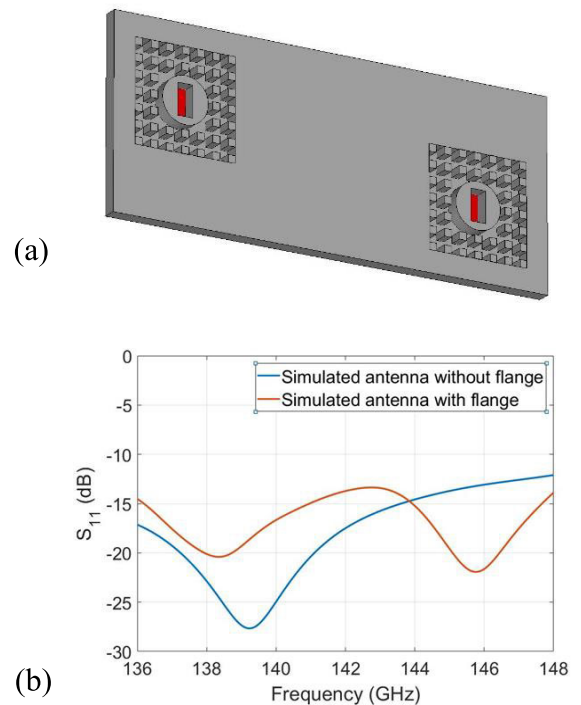 (a)
(b)
0
-5
-10
-15
-20
-25
-30
S11 (dB)
Simulated antenna without flange
Simulated antenna with flange
136 138 140 142 144 146 148
Frequency (GHz)